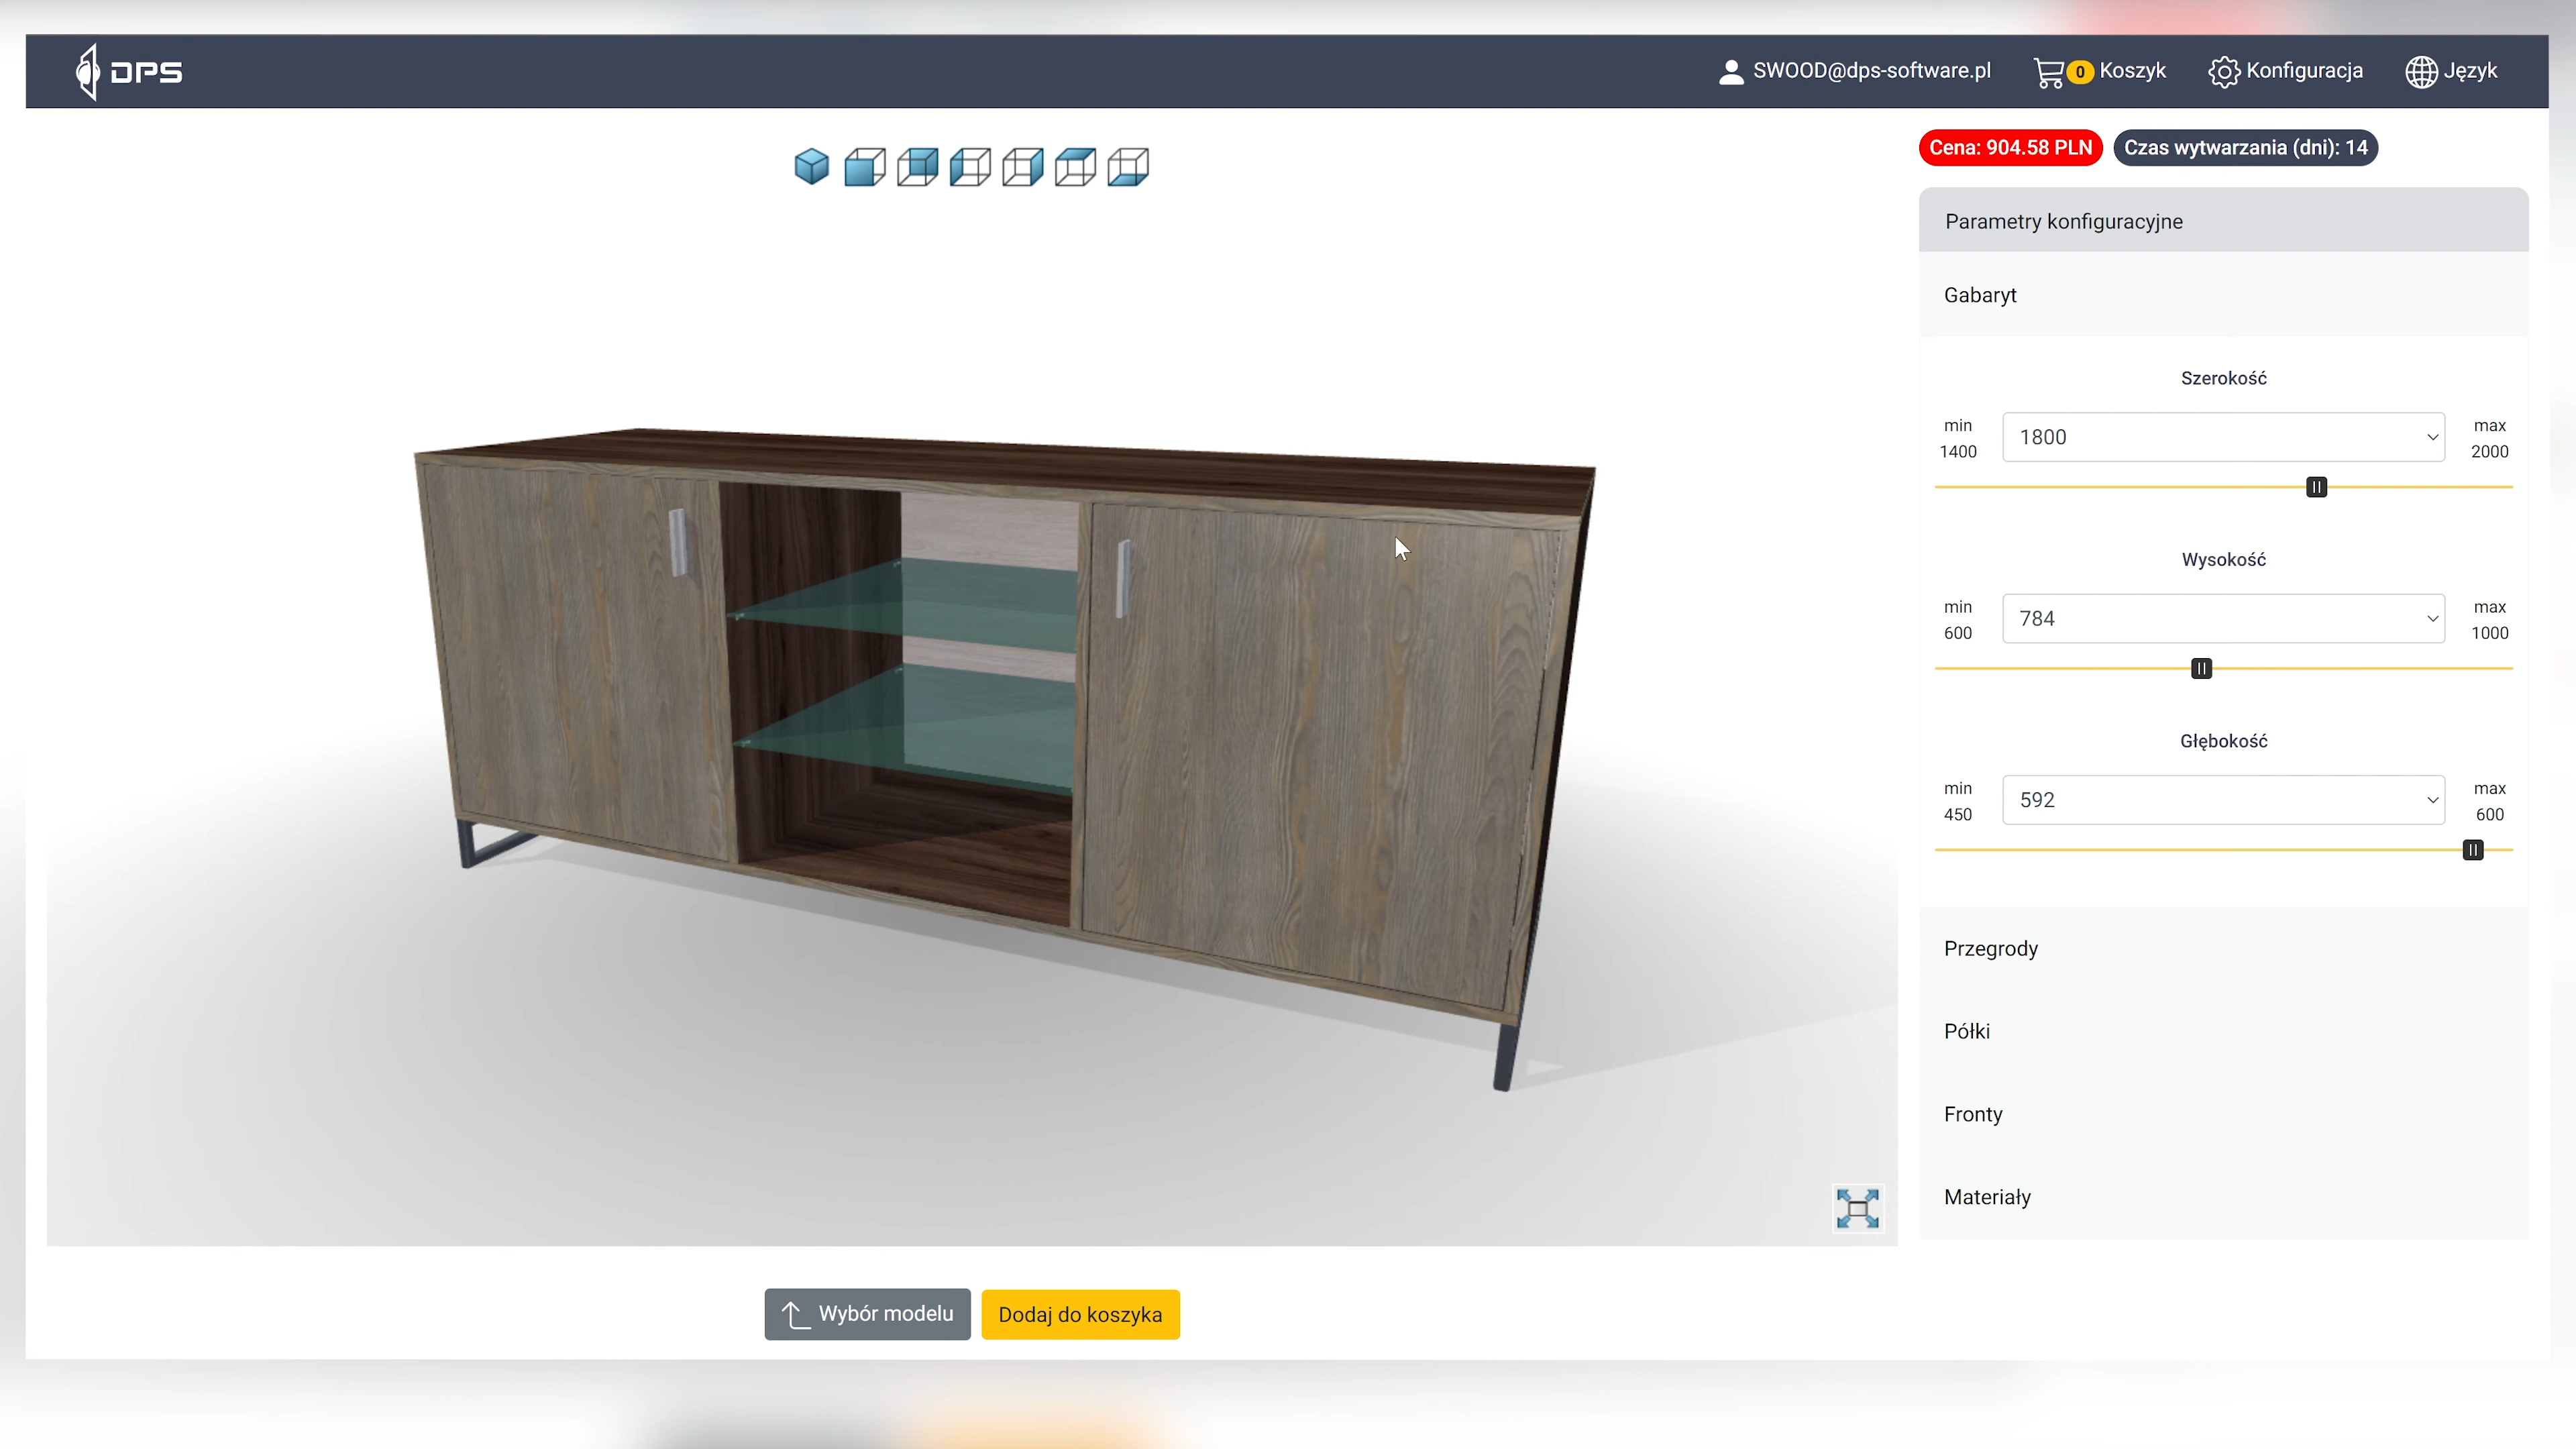 DPS
SWOOD@dps-software.pl
0 Koszyk
Konfiguracja
Język
Cena: 904.58 PLN
Czas wytwarzania (dni): 14
Parametry konfiguracyjne
Gabaryt
Szerokość
min
1400
1800
max
2000
Wysokość
min
600
784
max
1000
Głębokość
min
450
592
max
600
Przegrody
Półki
Fronty
Materiały
Wybór modelu
Dodaj do koszyka